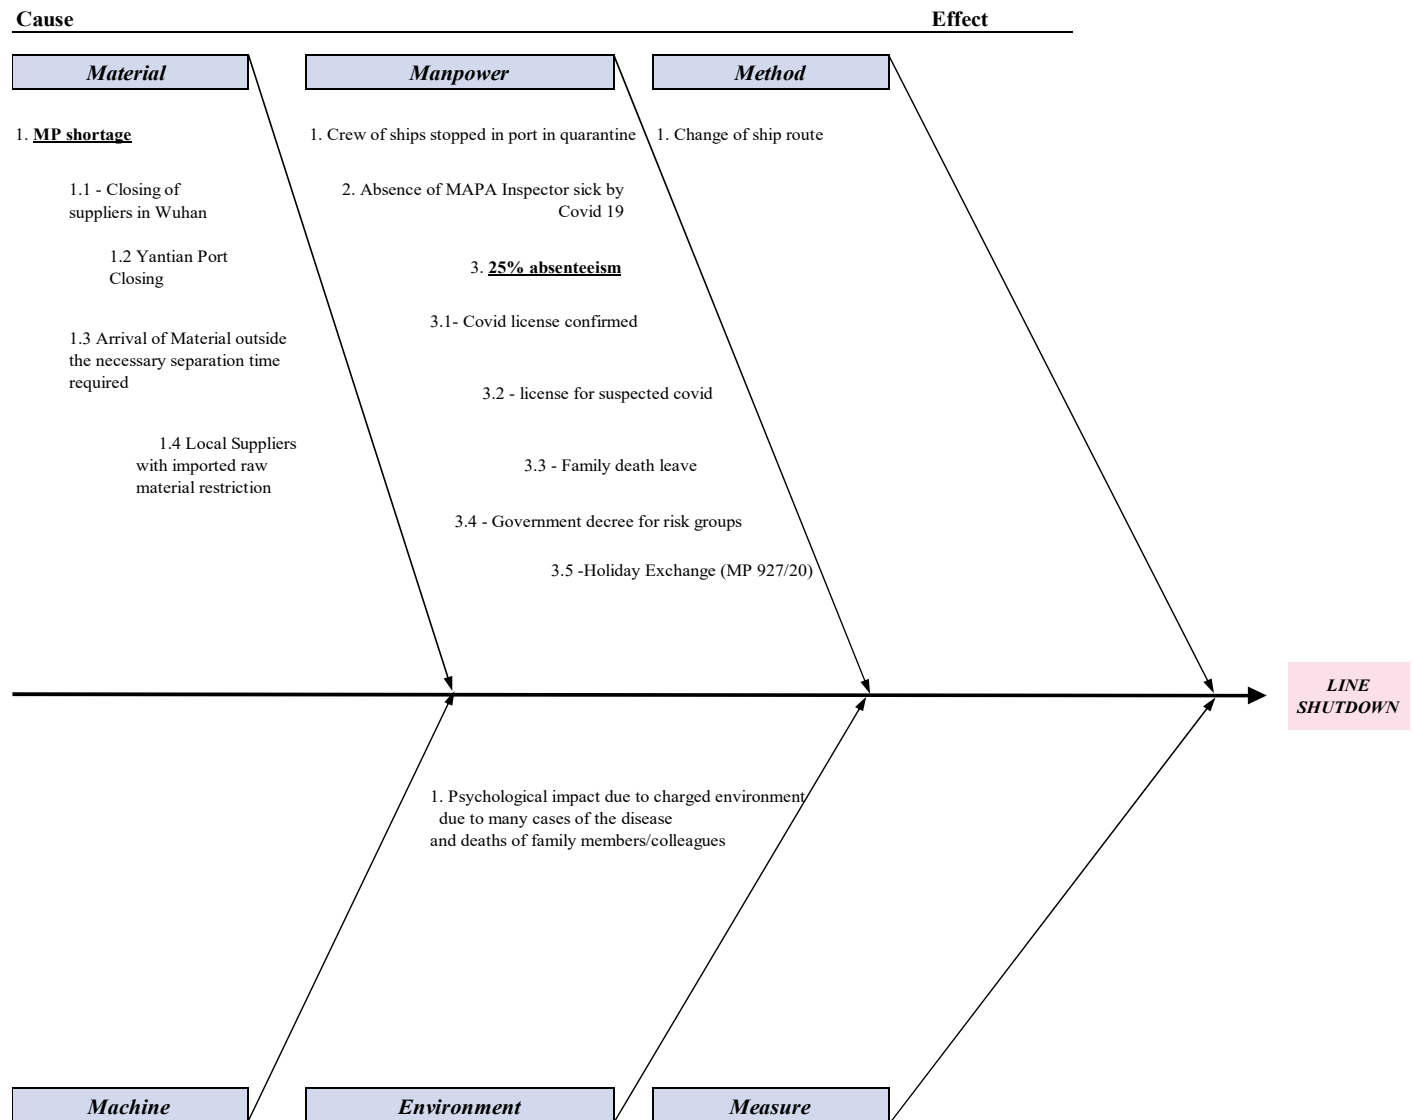 Cause
Effect
Material
Manpower
Method
1. MP shortage
1.1 - Closing of
suppliers in Wuhan
1.2 Yantian Port
Closing
1.3 Arrival of Material outside
the necessary separation time
required
1.4 Local Suppliers
with imported raw
material restriction
1. Crew of ships stopped in port in quarantine
2. Absence of MAPA Inspector sick by
Covid 19
3. 25% absenteeism
3.1- Covid license confirmed
3.2 - license for suspected covid
3.3 - Family death leave
3.4 - Government decree for risk groups
3.5 -Holiday Exchange (MP 927/20)
1. Change of ship route
LINE
SHUTDOWN
1. Psychological impact due to charged environment
due to many cases of the disease
and deaths of family members/colleagues
Machine
Environment
Measure